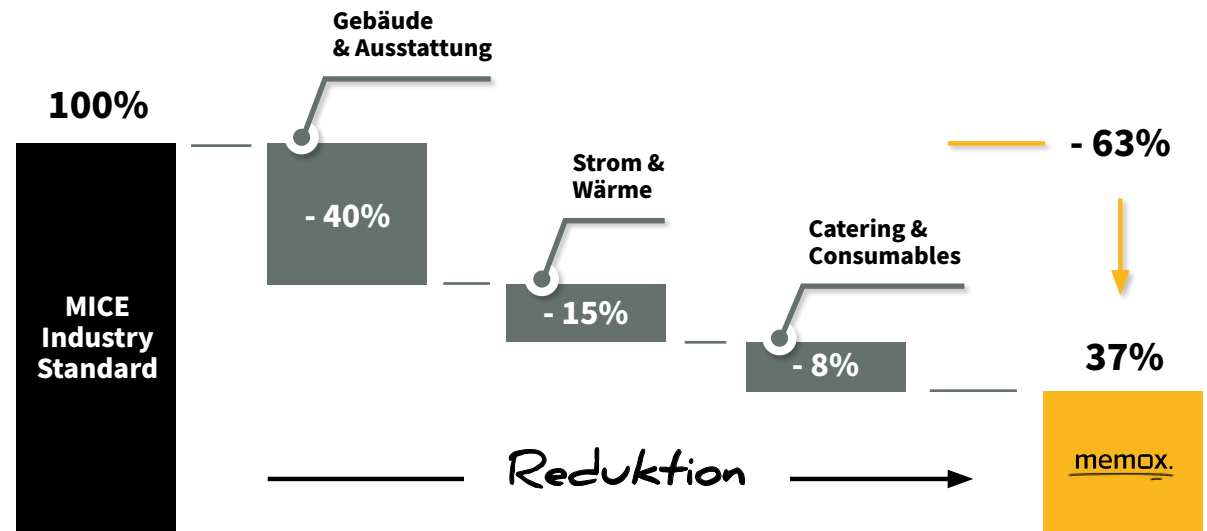 Gebäude
& Ausstattung
100%
- 63%
Strom &
Wärme
- 40%
Catering &
Consumables
MICE
Industry
Standard
- 15%
- 8%
37%
Reduktion
memox.